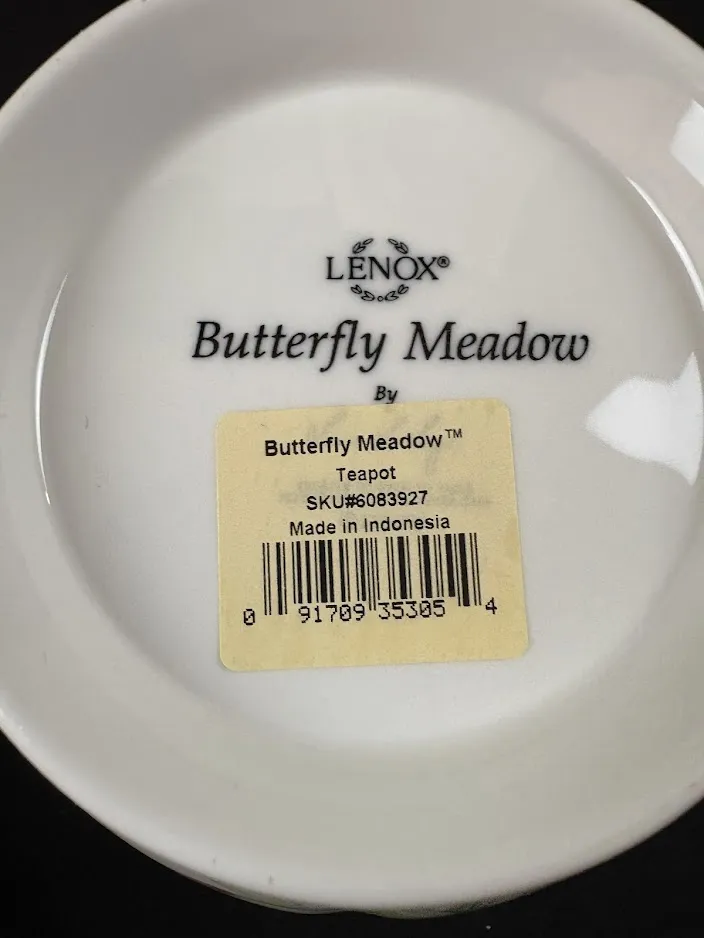 LENOX®
Butterfly Meadow
By
Butterfly Meadow™
Teapot
SKU#6083927
Made in Indonesia
0 91709 35305 4